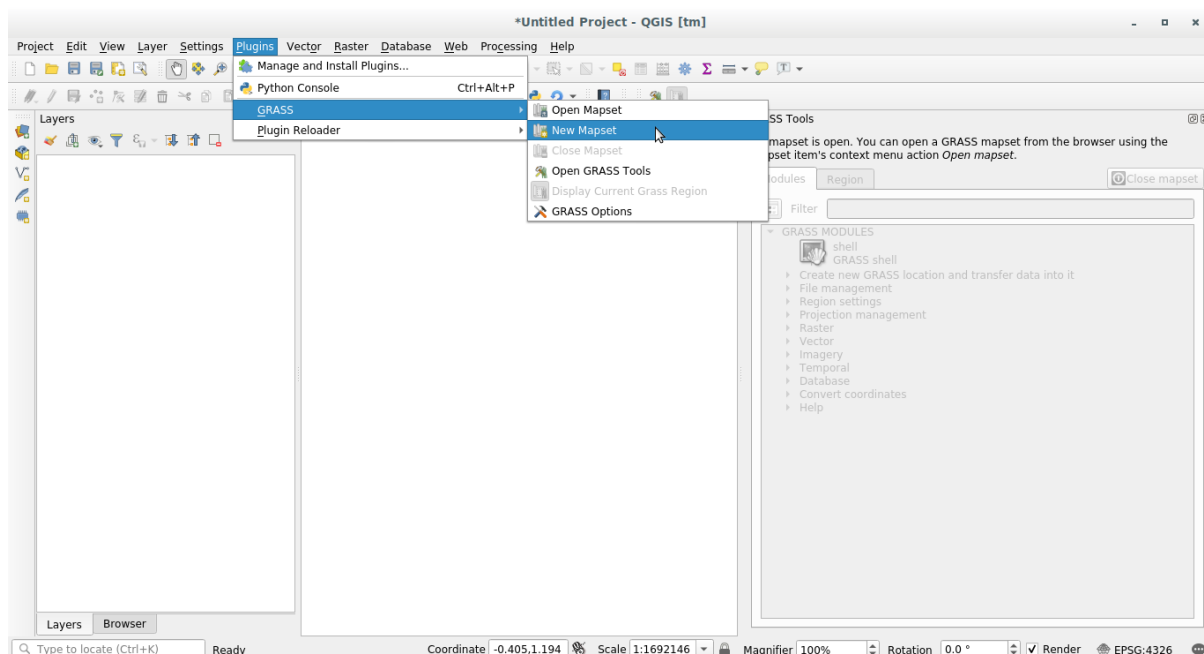 *Untitled Project - QGIS [tm]
Project Edit View Layer Settings Plugins Vector Raster Database Web Processing Help
Manage and Install Plugins...
Python Console Ctrl+Alt+P
GRASS
Plugin Reloader
Open Mapset
New Mapset
Close Mapset
Open GRASS Tools
Display Current Grass Region
GRASS Options
Layers
SS Tools
mapset is open. You can open a GRASS mapset from the browser using the
pset item's context menu action Open mapset.
odules Region Close mapset
Filter
GRASS MODULES
shell
GRASS shell
Create new GRASS location and transfer data into it
File management
Region settings
Projection management
Raster
Vector
Imagery
Temporal
Database
Convert coordinates
Help
Layers Browser
Type to locate (Ctrl+K) Ready Coordinate -0.405,1.194 Scale 1:1692146 Magnifier 100% Rotation 0.0 ° Render EPSG:4326